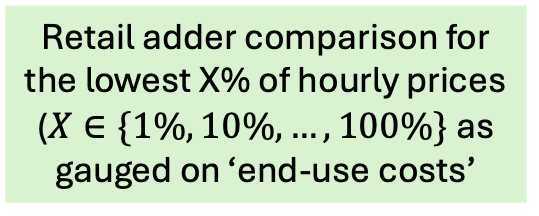 Retail adder comparison for
the lowest X% of hourly prices
(𝑋 ∈ {1%, 10%, … , 100%} as
gauged on ‘end-use costs’